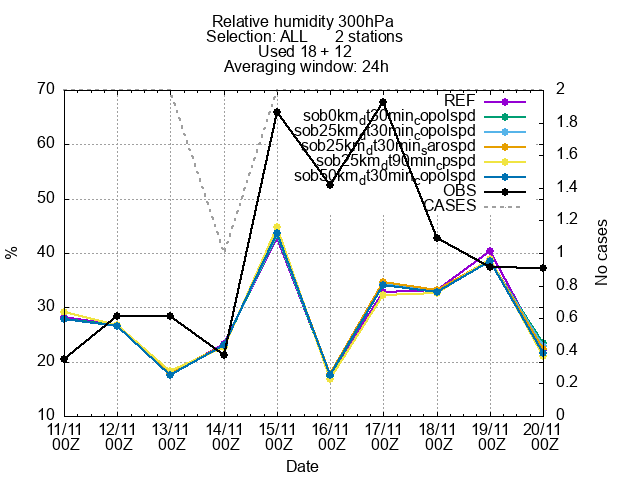 Relative humidity 300hPa
Selection: ALL 2 stations
Used 18 + 12
Averaging window: 24h
REF
sob0km_dt30min_copolspd
sob25km_dt30min_copolspd
sob25km_dt30min_sarospd
sob25km_dt90min_cpspd
sob50km_dt30min_copolspd
OBS
CASES
70
60
50
40
30
20
10
%
2
1.8
1.6
1.4
1.2
1
0.8
0.6
0.4
0.2
0
No cases
11/11 12/11 13/11 14/11 15/11 16/11 17/11 18/11 19/11 20/11
00Z 00Z 00Z 00Z 00Z 00Z 00Z 00Z 00Z 00Z
Date